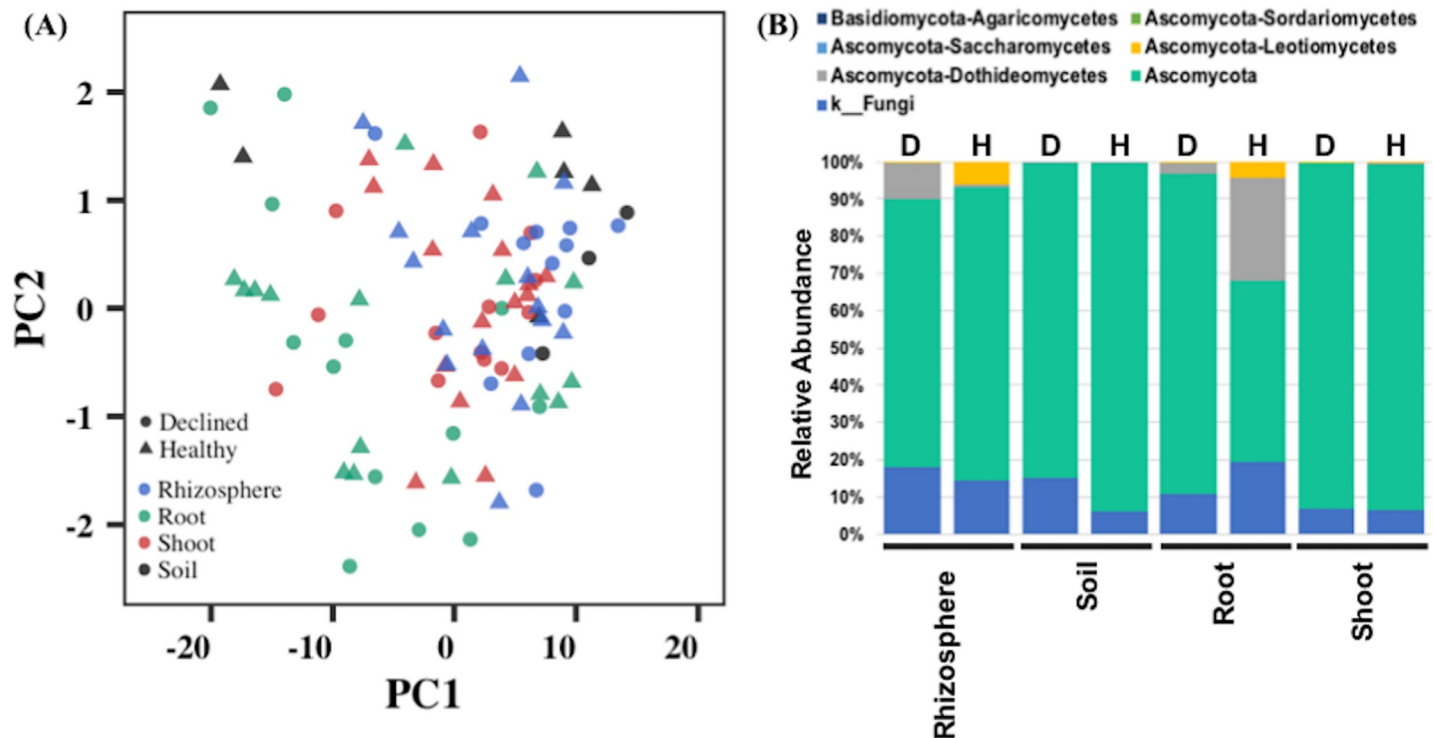 (A)
PC2
2
1
0
-1
-2
Declined
Healthy
Rhizosphere
Root
Shoot
Soil
-20
-10
0
10
20
PC1
(B)
Basidiomycota-Agaricomycetes
Ascomycota-Sordariomycetes
Ascomycota-Saccharomycetes
Ascomycota-Leotiomycetes
Ascomycota-Dothideomycetes
Ascomycota
k__Fungi
D H D H D H D H
Relative Abundance
100%
90%
80%
70%
60%
50%
40%
30%
20%
10%
0%
Rhizosphere
Soil
Root
Shoot